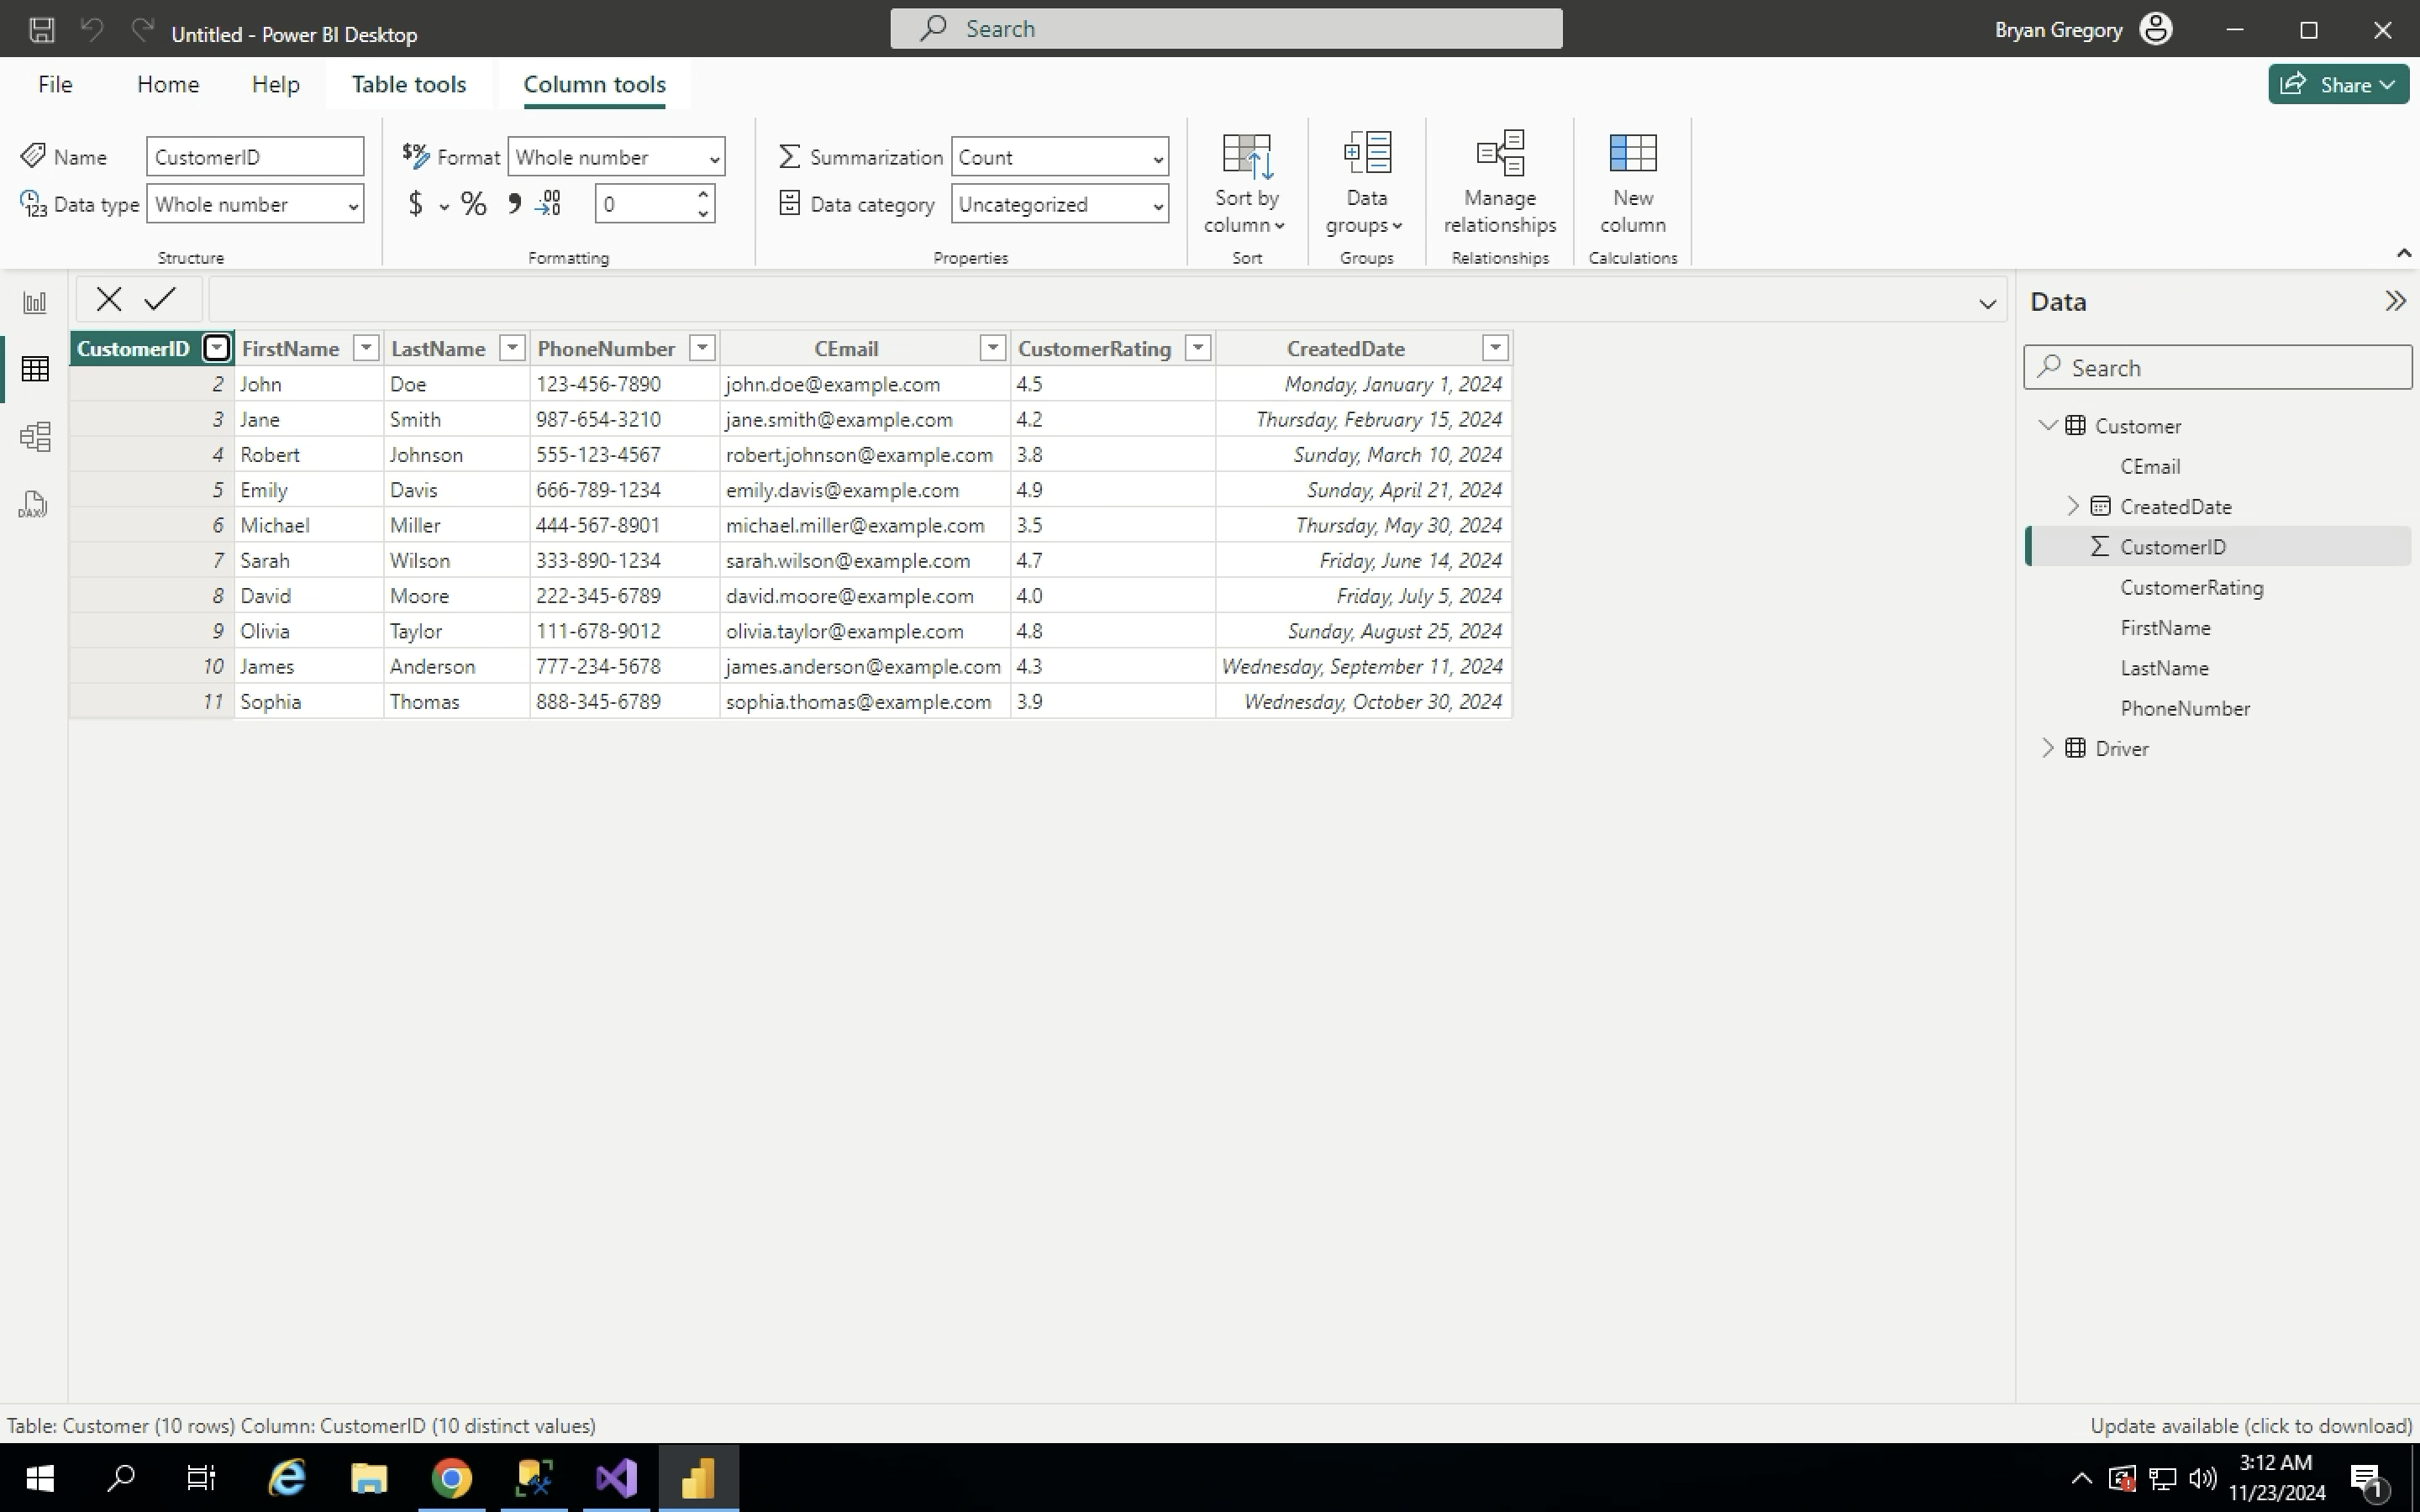 Untitled - Power BI Desktop
Search
Bryan Gregory
File Home Help Table tools Column tools
Share
Name CustomerID
Data type Whole number
Structure
$% Format Whole number
$ % , .00 →.0 0
Formatting
Summarization Count
Data category Uncategorized
Properties
Sort by
column
Sort
Data
groups
Groups
Manage
relationships
Relationships
New
column
Calculations
Data
Search
CustomerID FirstName LastName PhoneNumber CEmail CustomerRating CreatedDate
2 John Doe 123-456-7890 john.doe@example.com 4.5 Monday, January 1, 2024
3 Jane Smith 987-654-3210 jane.smith@example.com 4.2 Thursday, February 15, 2024
4 Robert Johnson 555-123-4567 robert.johnson@example.com 3.8 Sunday, March 10, 2024
5 Emily Davis 666-789-1234 emily.davis@example.com 4.9 Sunday, April 21, 2024
6 Michael Miller 444-567-8901 michael.miller@example.com 3.5 Thursday, May 30, 2024
7 Sarah Wilson 333-890-1234 sarah.wilson@example.com 4.7 Friday, June 14, 2024
8 David Moore 222-345-6789 david.moore@example.com 4.0 Friday, July 5, 2024
9 Olivia Taylor 111-678-9012 olivia.taylor@example.com 4.8 Sunday, August 25, 2024
10 James Anderson 777-234-5678 james.anderson@example.com 4.3 Wednesday, September 11, 2024
11 Sophia Thomas 888-345-6789 sophia.thomas@example.com 3.9 Wednesday, October 30, 2024
DAX
Customer
CEmail
CreatedDate
CustomerID
CustomerRating
FirstName
LastName
PhoneNumber
Driver
Table: Customer (10 rows) Column: CustomerID (10 distinct values)
Update available (click to download)
3:12 AM
11/23/2024
1